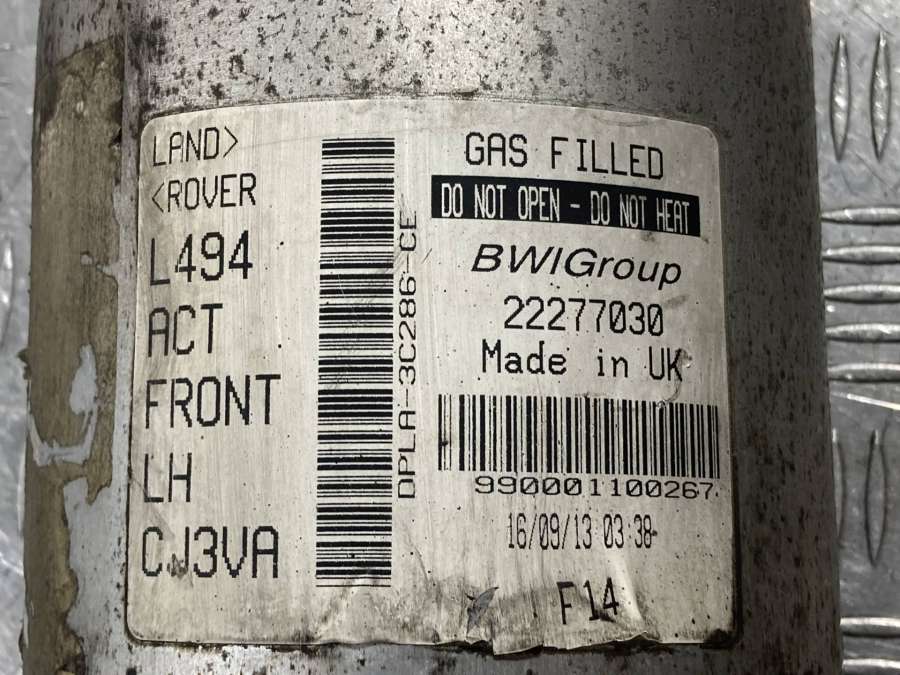 LAND>
<ROVER
L494
ACT
FRONT
LH
CJ3VA
DPLA-3C286-CE
GAS FILLED
DO NOT OPEN - DO NOT HEAT
BWIGroup
22277030
Made in UK
990001100267
16/09/13 03:38
F14